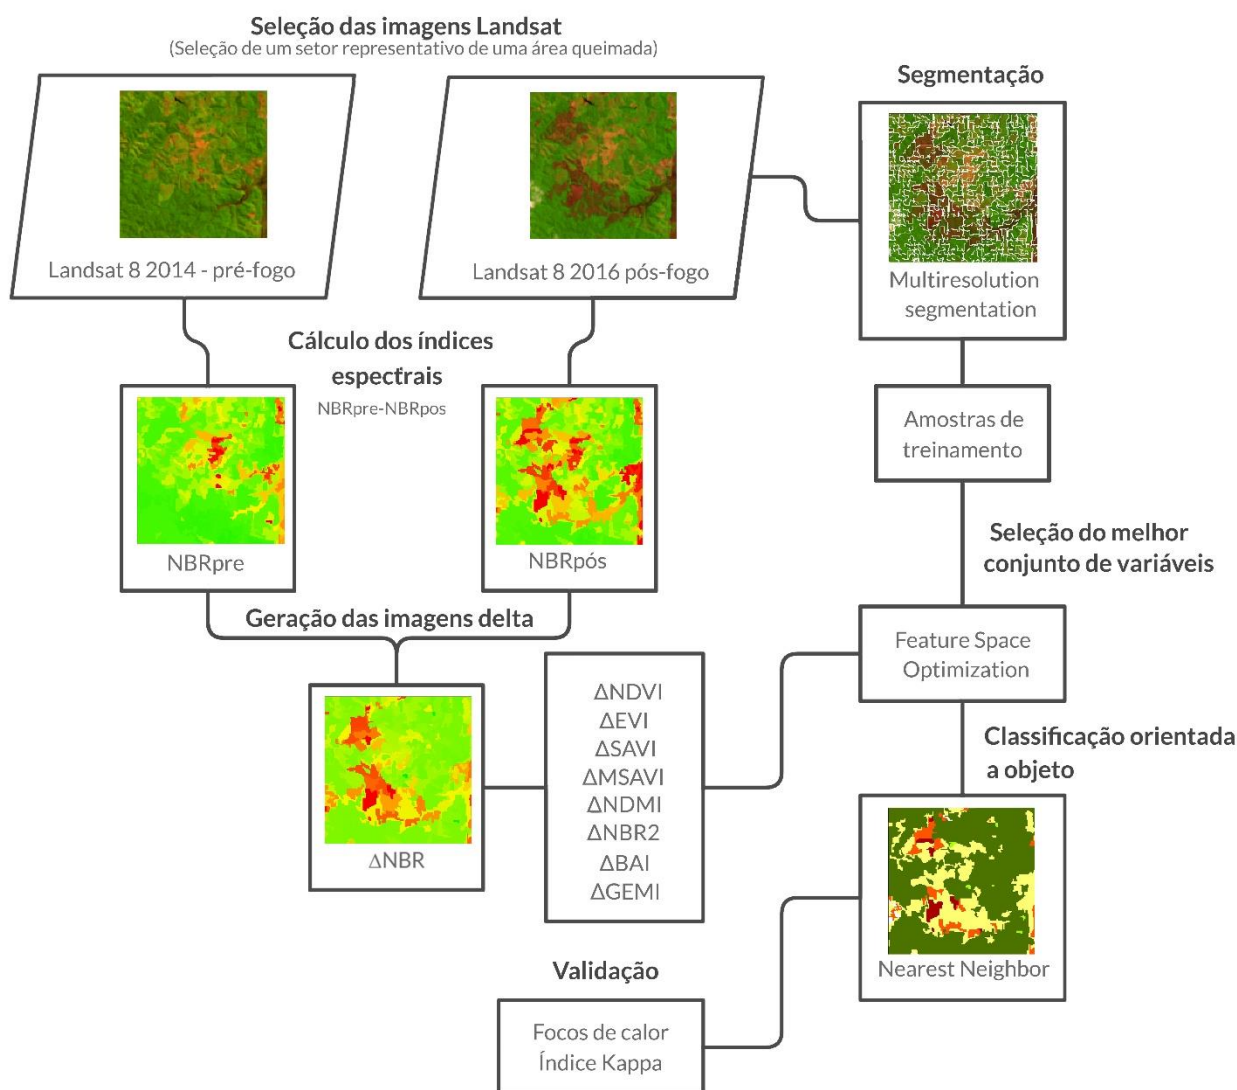 Seleção das imagens Landsat
(Seleção de um setor representativo de uma área queimada)
Landsat 8 2014 - pré-fogo
Landsat 8 2016 pós-fogo
Segmentação
Multiresolution
segmentation
Cálculo dos índices
espectrais
NBRpre-NBRpos
NBRpre
NBRpós
Amostras de
treinamento
Seleção do melhor
conjunto de variáveis
Geração das imagens delta
ΔNBR
ΔNDVI
ΔEVI
ΔSAVI
ΔMSAVI
ΔNDMI
ΔNBR2
ΔBAI
ΔGEMI
Feature Space
Optimization
Classificação orientada
a objeto
Nearest Neighbor
Validação
Focos de calor
Índice Kappa